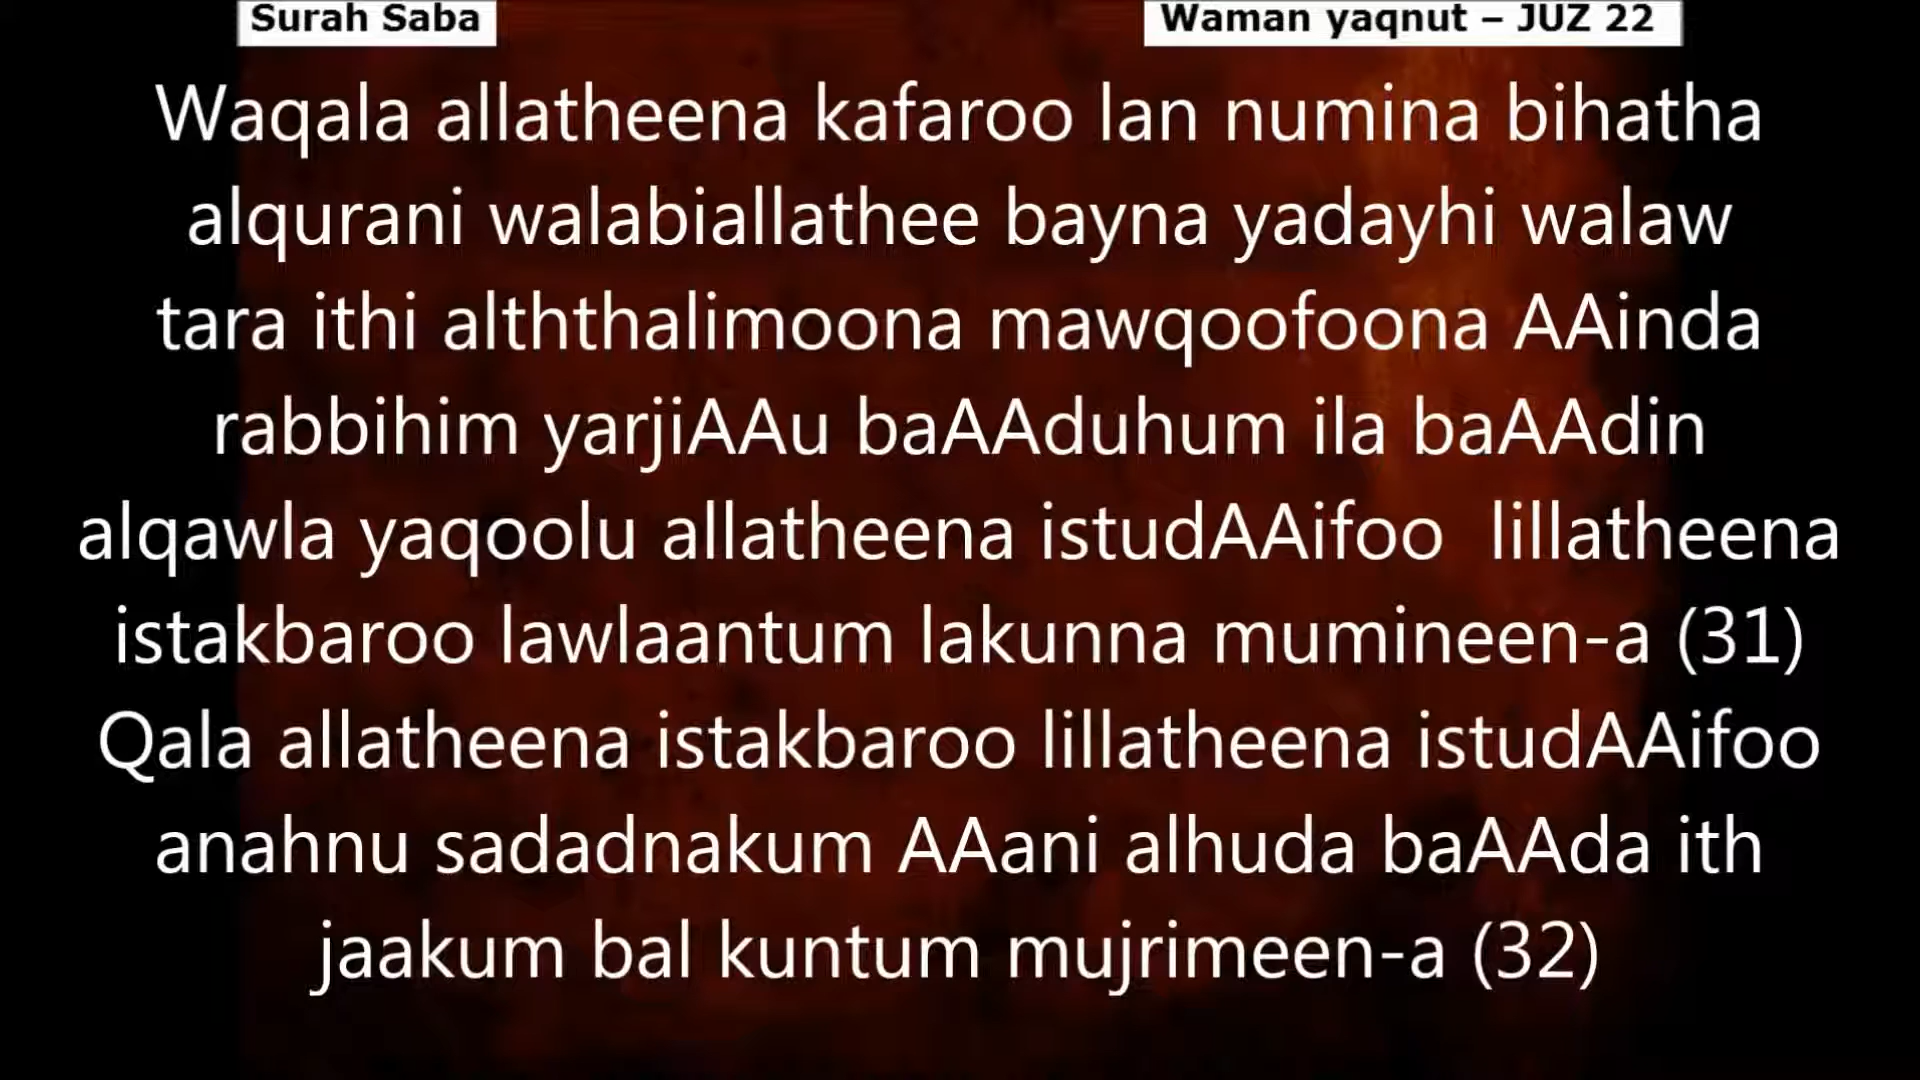 Surah Saba
Waman yaqnut – JUZ 22
Waqala allatheena kafaroo lan numina bihatha
alqurani walabiallathee bayna yadayhi walaw
tara ithi alththalimoona mawqoofoona AAinda
rabbihim yarjiAAu baAAduhum ila baAAdin
alqawla yaqoolu allatheena istudAAifoo  lillatheena
istakbaroo lawlaantum lakunna mumineen-a (31)
Qala allatheena istakbaroo lillatheena istudAAifoo
anahnu sadadnakum AAani alhuda baAAda ith
jaakum bal kuntum mujrimeen-a (32)